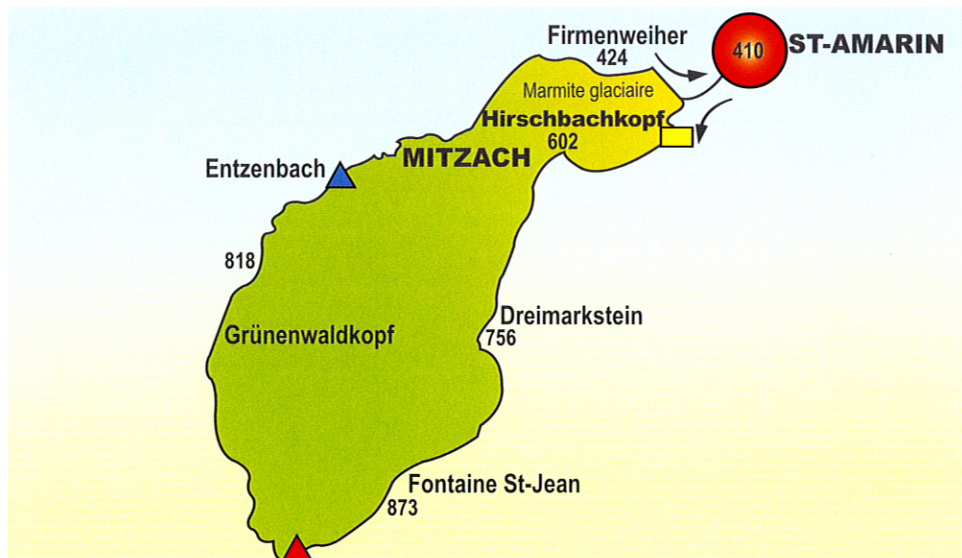 Firmenweiher
424
410
ST-AMARIN
Marmite glaciaire
Hirschbachkopf
602
MITZACH
Entzenbach
818
Grünenwaldkopf
Dreimarkstein
756
Fontaine St-Jean
873